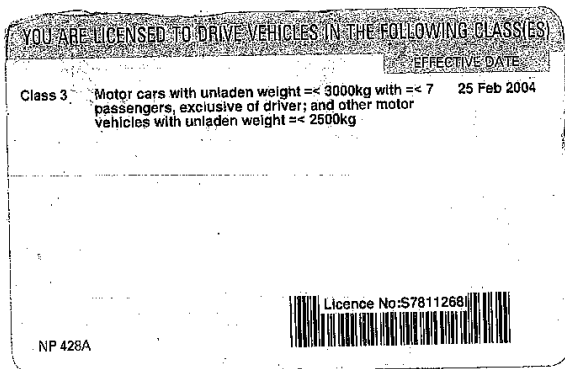 YOU ARE LICENSED TO DRIVE VEHICLES IN THE FOLLOWING CLASS(ES)
EFFECTIVE DATE
Class 3 Motor cars with unladen weight =< 3000kg with =< 7 25 Feb 2004
passengers, exclusive of driver; and other motor
vehicles with unladen weight =< 2500kg
Licence No:S7811268I
NP 428A